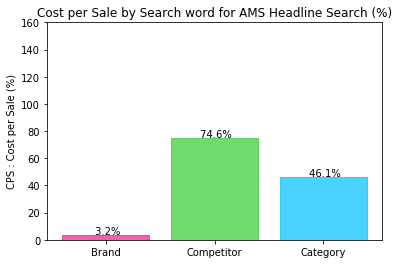 Cost per Sale by Search word for AMS Headline Search (%)
CPS : Cost per Sale (%)
160
140
120
100
80
60
40
20
0
3.2%
74.6%
46.1%
Brand
Competitor
Category